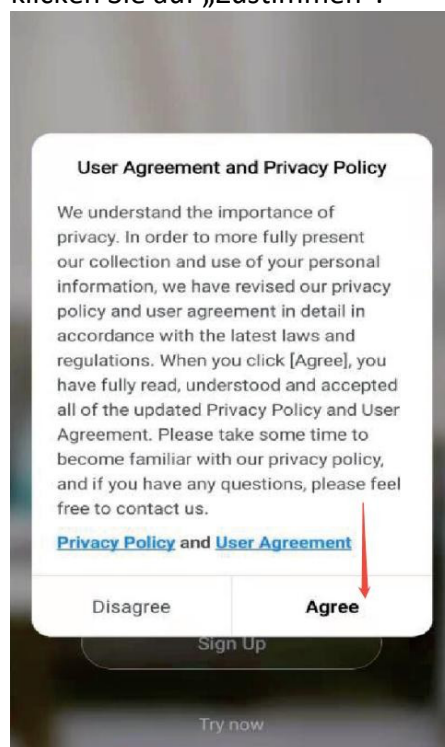 klicken Sie auf „Zustimmen“.
User Agreement and Privacy Policy
We understand the importance of
privacy. In order to more fully present
our collection and use of your personal
information, we have revised our privacy
policy and user agreement in detail in
accordance with the latest laws and
regulations. When you click [Agree], you
have fully read, understood and accepted
all of the updated Privacy Policy and User
Agreement. Please take some time to
become familiar with our privacy policy,
and if you have any questions, please feel
free to contact us.
Privacy Policy and User Agreement
Disagree Agree
Sign Up
Try now